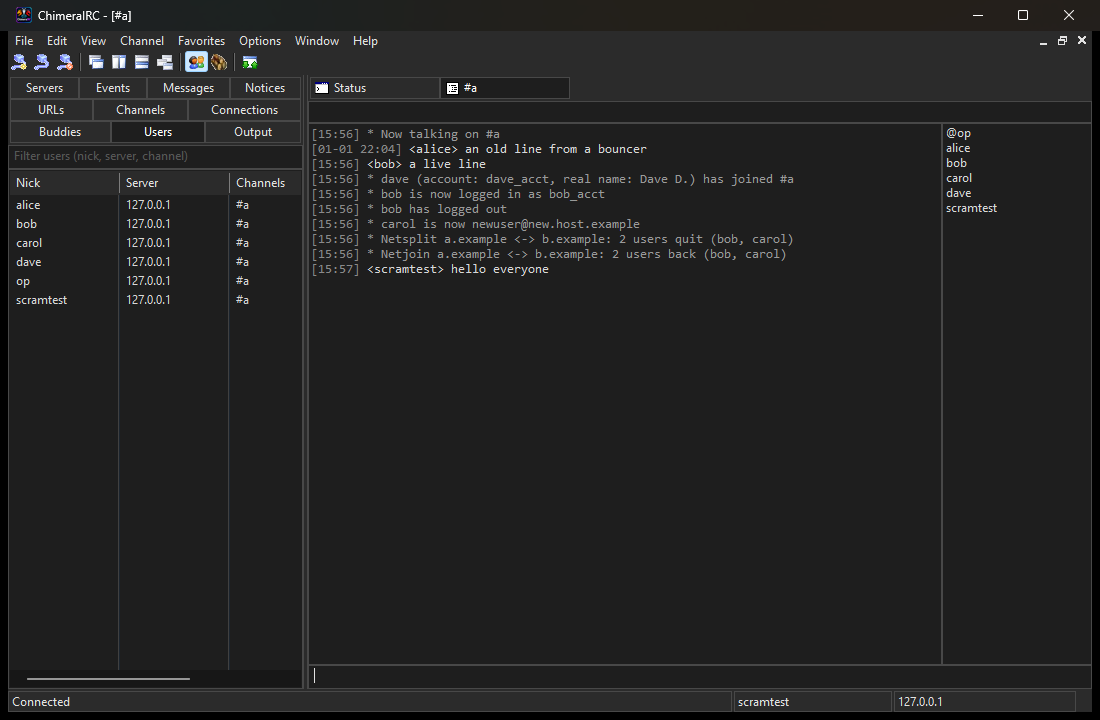 ChimeraIRC - [#a]
File Edit View Channel Favorites Options Window Help
Servers Events Messages Notices
URLs Channels Connections
Buddies Users Output
Filter users (nick, server, channel)
Nick Server Channels
alice 127.0.0.1 #a
bob 127.0.0.1 #a
carol 127.0.0.1 #a
dave 127.0.0.1 #a
op 127.0.0.1 #a
scramtest 127.0.0.1 #a
Status #a
[15:56] * Now talking on #a
[01-01 22:04] <alice> an old line from a bouncer
[15:56] <bob> a live line
[15:56] * dave (account: dave_acct, real name: Dave D.) has joined #a
[15:56] * bob is now logged in as bob_acct
[15:56] * bob has logged out
[15:56] * carol is now newuser@new.host.example
[15:56] * Netsplit a.example <-> b.example: 2 users quit (bob, carol)
[15:56] * Netjoin a.example <-> b.example: 2 users back (bob, carol)
[15:57] <scramtest> hello everyone
@op
alice
bob
carol
dave
scramtest
Connected scramtest 127.0.0.1